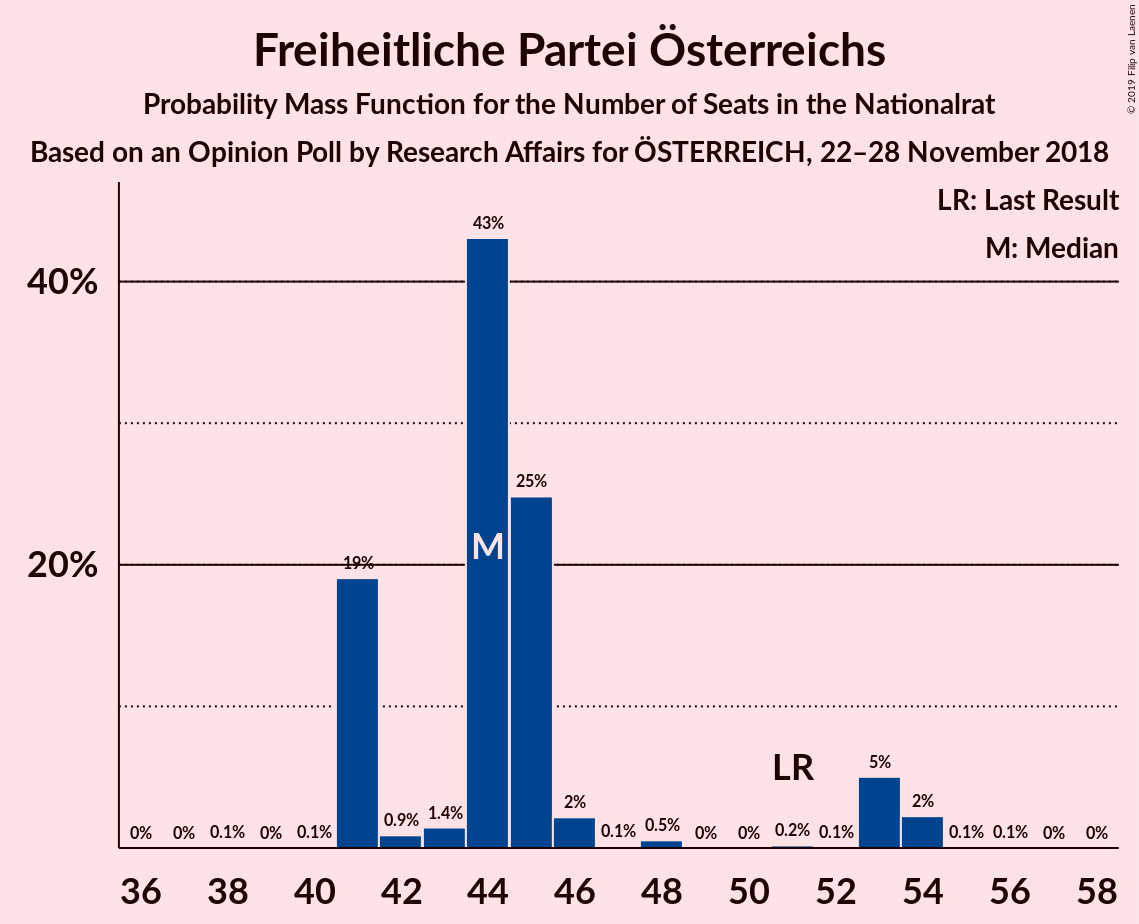 Freiheitliche Partei Österreichs
Probability Mass Function for the Number of Seats in the Nationalrat
Based on an Opinion Poll by Research Affairs for ÖSTERREICH, 22–28 November 2018
© 2019 Filip van Laenen
LR: Last Result
M: Median
40%
20%
0% 0% 0.1% 0% 0.1% 19% 0.9% 1.4% 43% 25% 2% 0.1% 0.5% 0% 0% 0.2% 0.1% 5% 2% 0.1% 0.1% 0% 0%
M
LR
36 38 40 42 44 46 48 50 52 54 56 58